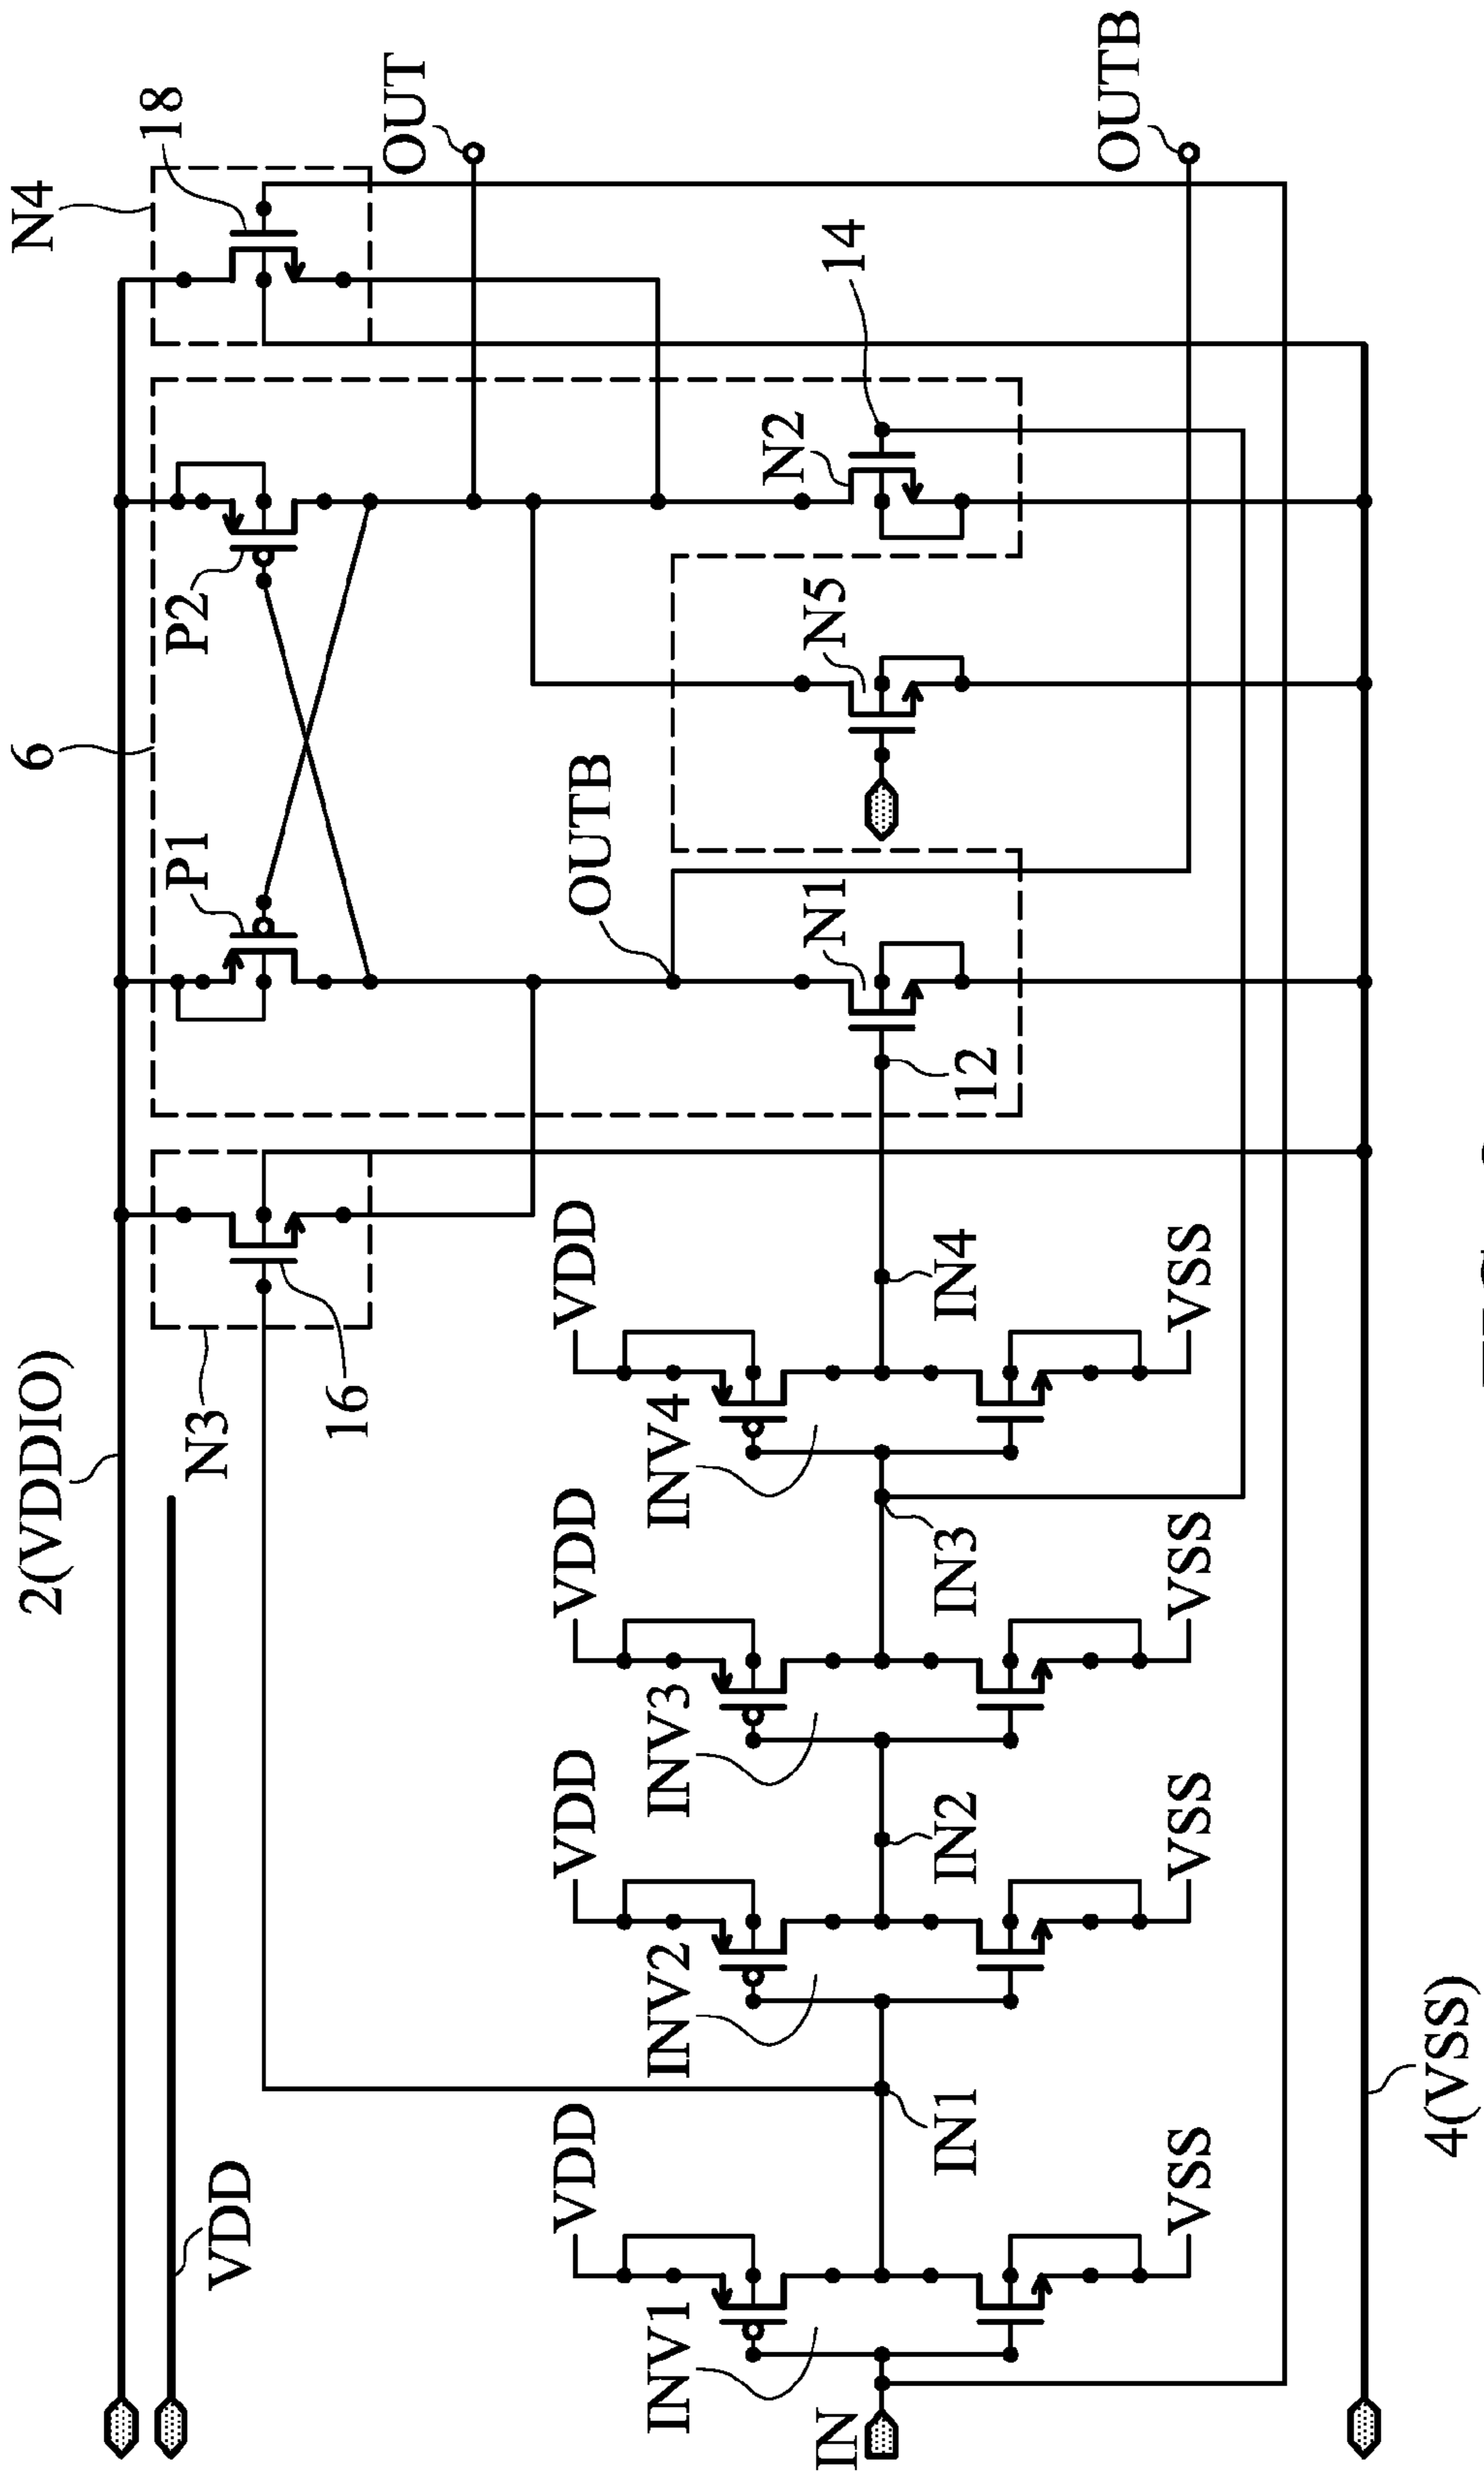 2(VDDIO)
6
N4
18
VDD
N3
16
P1
P2
OUT
INV1
VDD
INV2
VDD
INV3
VDD
INV4
VDD
OUTB
N1
N5
N2
14
IN
IN1
IN2
IN3
IN4
12
OUTB
VSS
VSS
VSS
VSS
4(VSS)